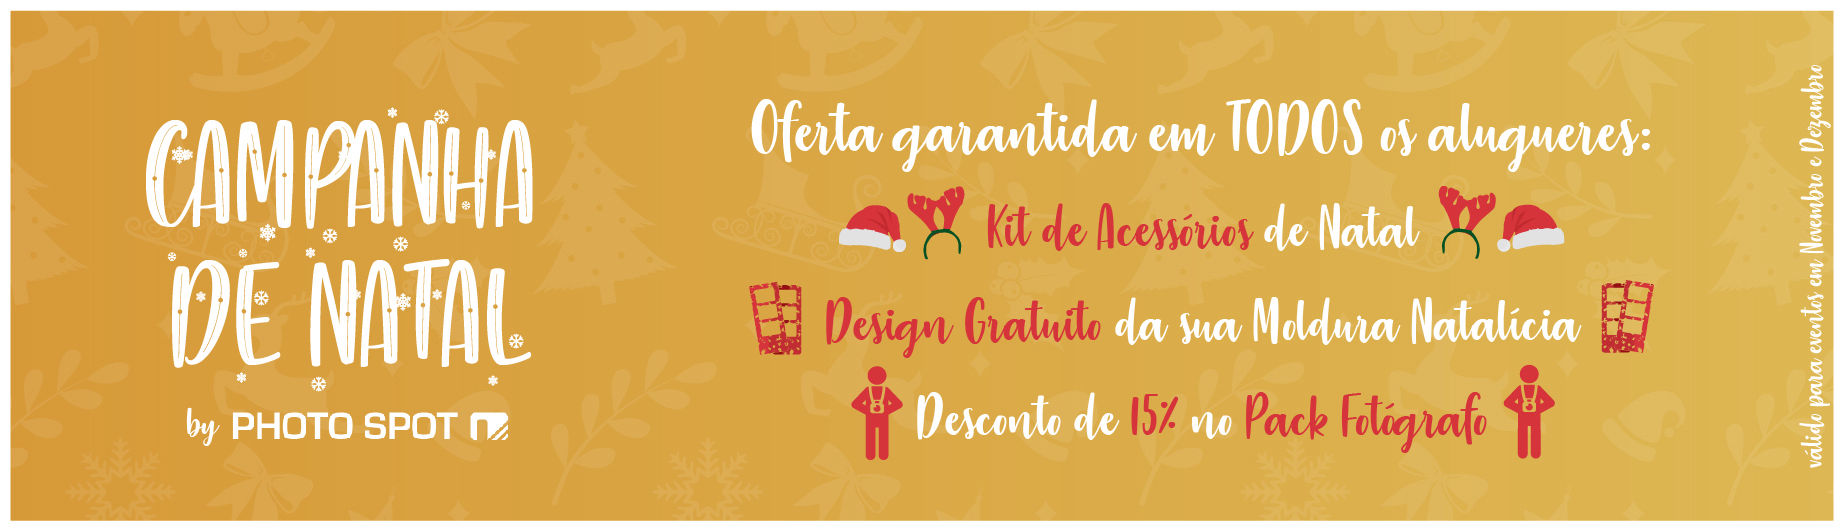 CAMPANHA
DE NATAL
by PHOTO SPOT
Oferta garantida em TODOS os alugueres:
Kit de Acessórios de Natal
Design Gratuito da sua Moldura Natalícia
Desconto de 15% no Pack Fotógrafo
válido para eventos em Novembro e Dezembro